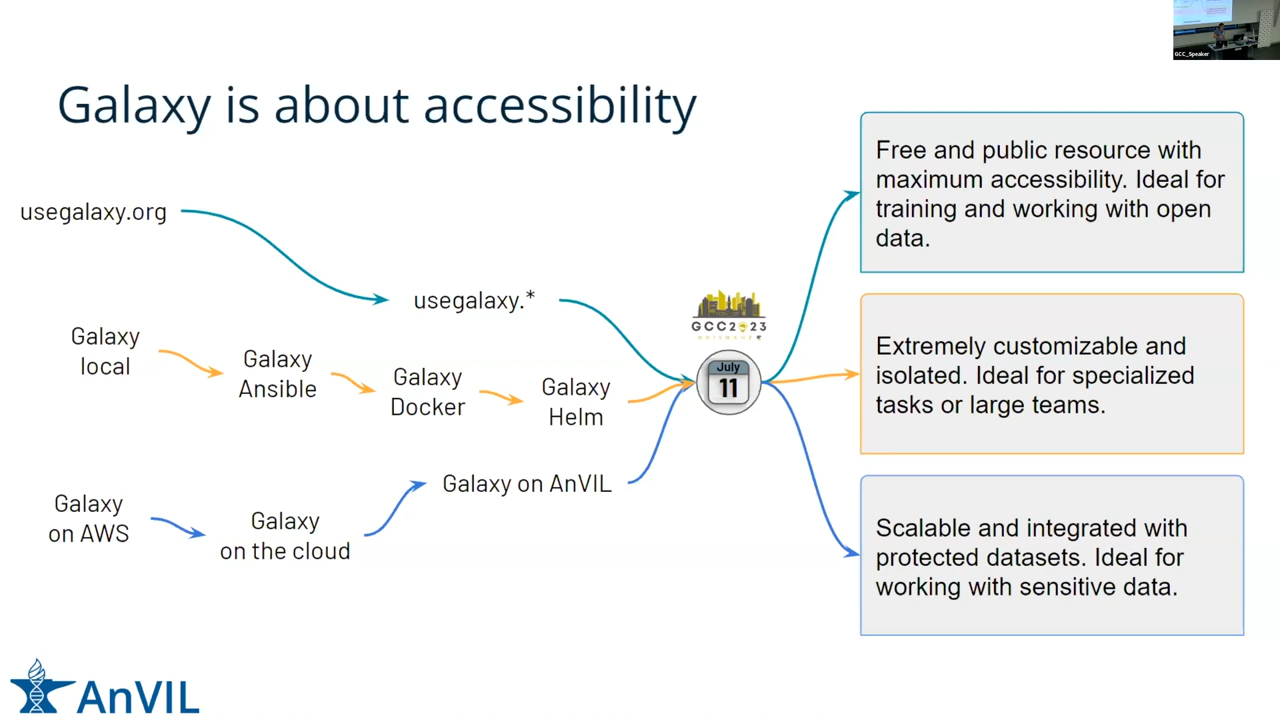 GCC_Speaker
Galaxy is about accessibility
usegalaxy.org
usegalaxy.*
Galaxy
local
Galaxy
Ansible
Galaxy
Docker
Galaxy
Helm
Galaxy
on AWS
Galaxy
on the cloud
Galaxy on AnVIL
GCC2023
BRISBANE
July
11
Free and public resource with
maximum accessibility. Ideal for
training and working with open
data.
Extremely customizable and
isolated. Ideal for specialized
tasks or large teams.
Scalable and integrated with
protected datasets. Ideal for
working with sensitive data.
AnVIL